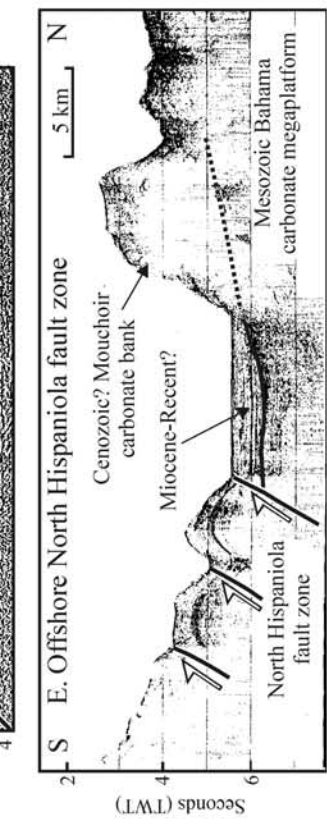 4
S E. Offshore North Hispaniola fault zone N
5 km
2
4
6
Seconds (TWT)
Cenozoic? Mouchoir
carbonate bank
Miocene-Recent?
North Hispaniola
fault zone
Mesozoic Bahama
carbonate megaplatform